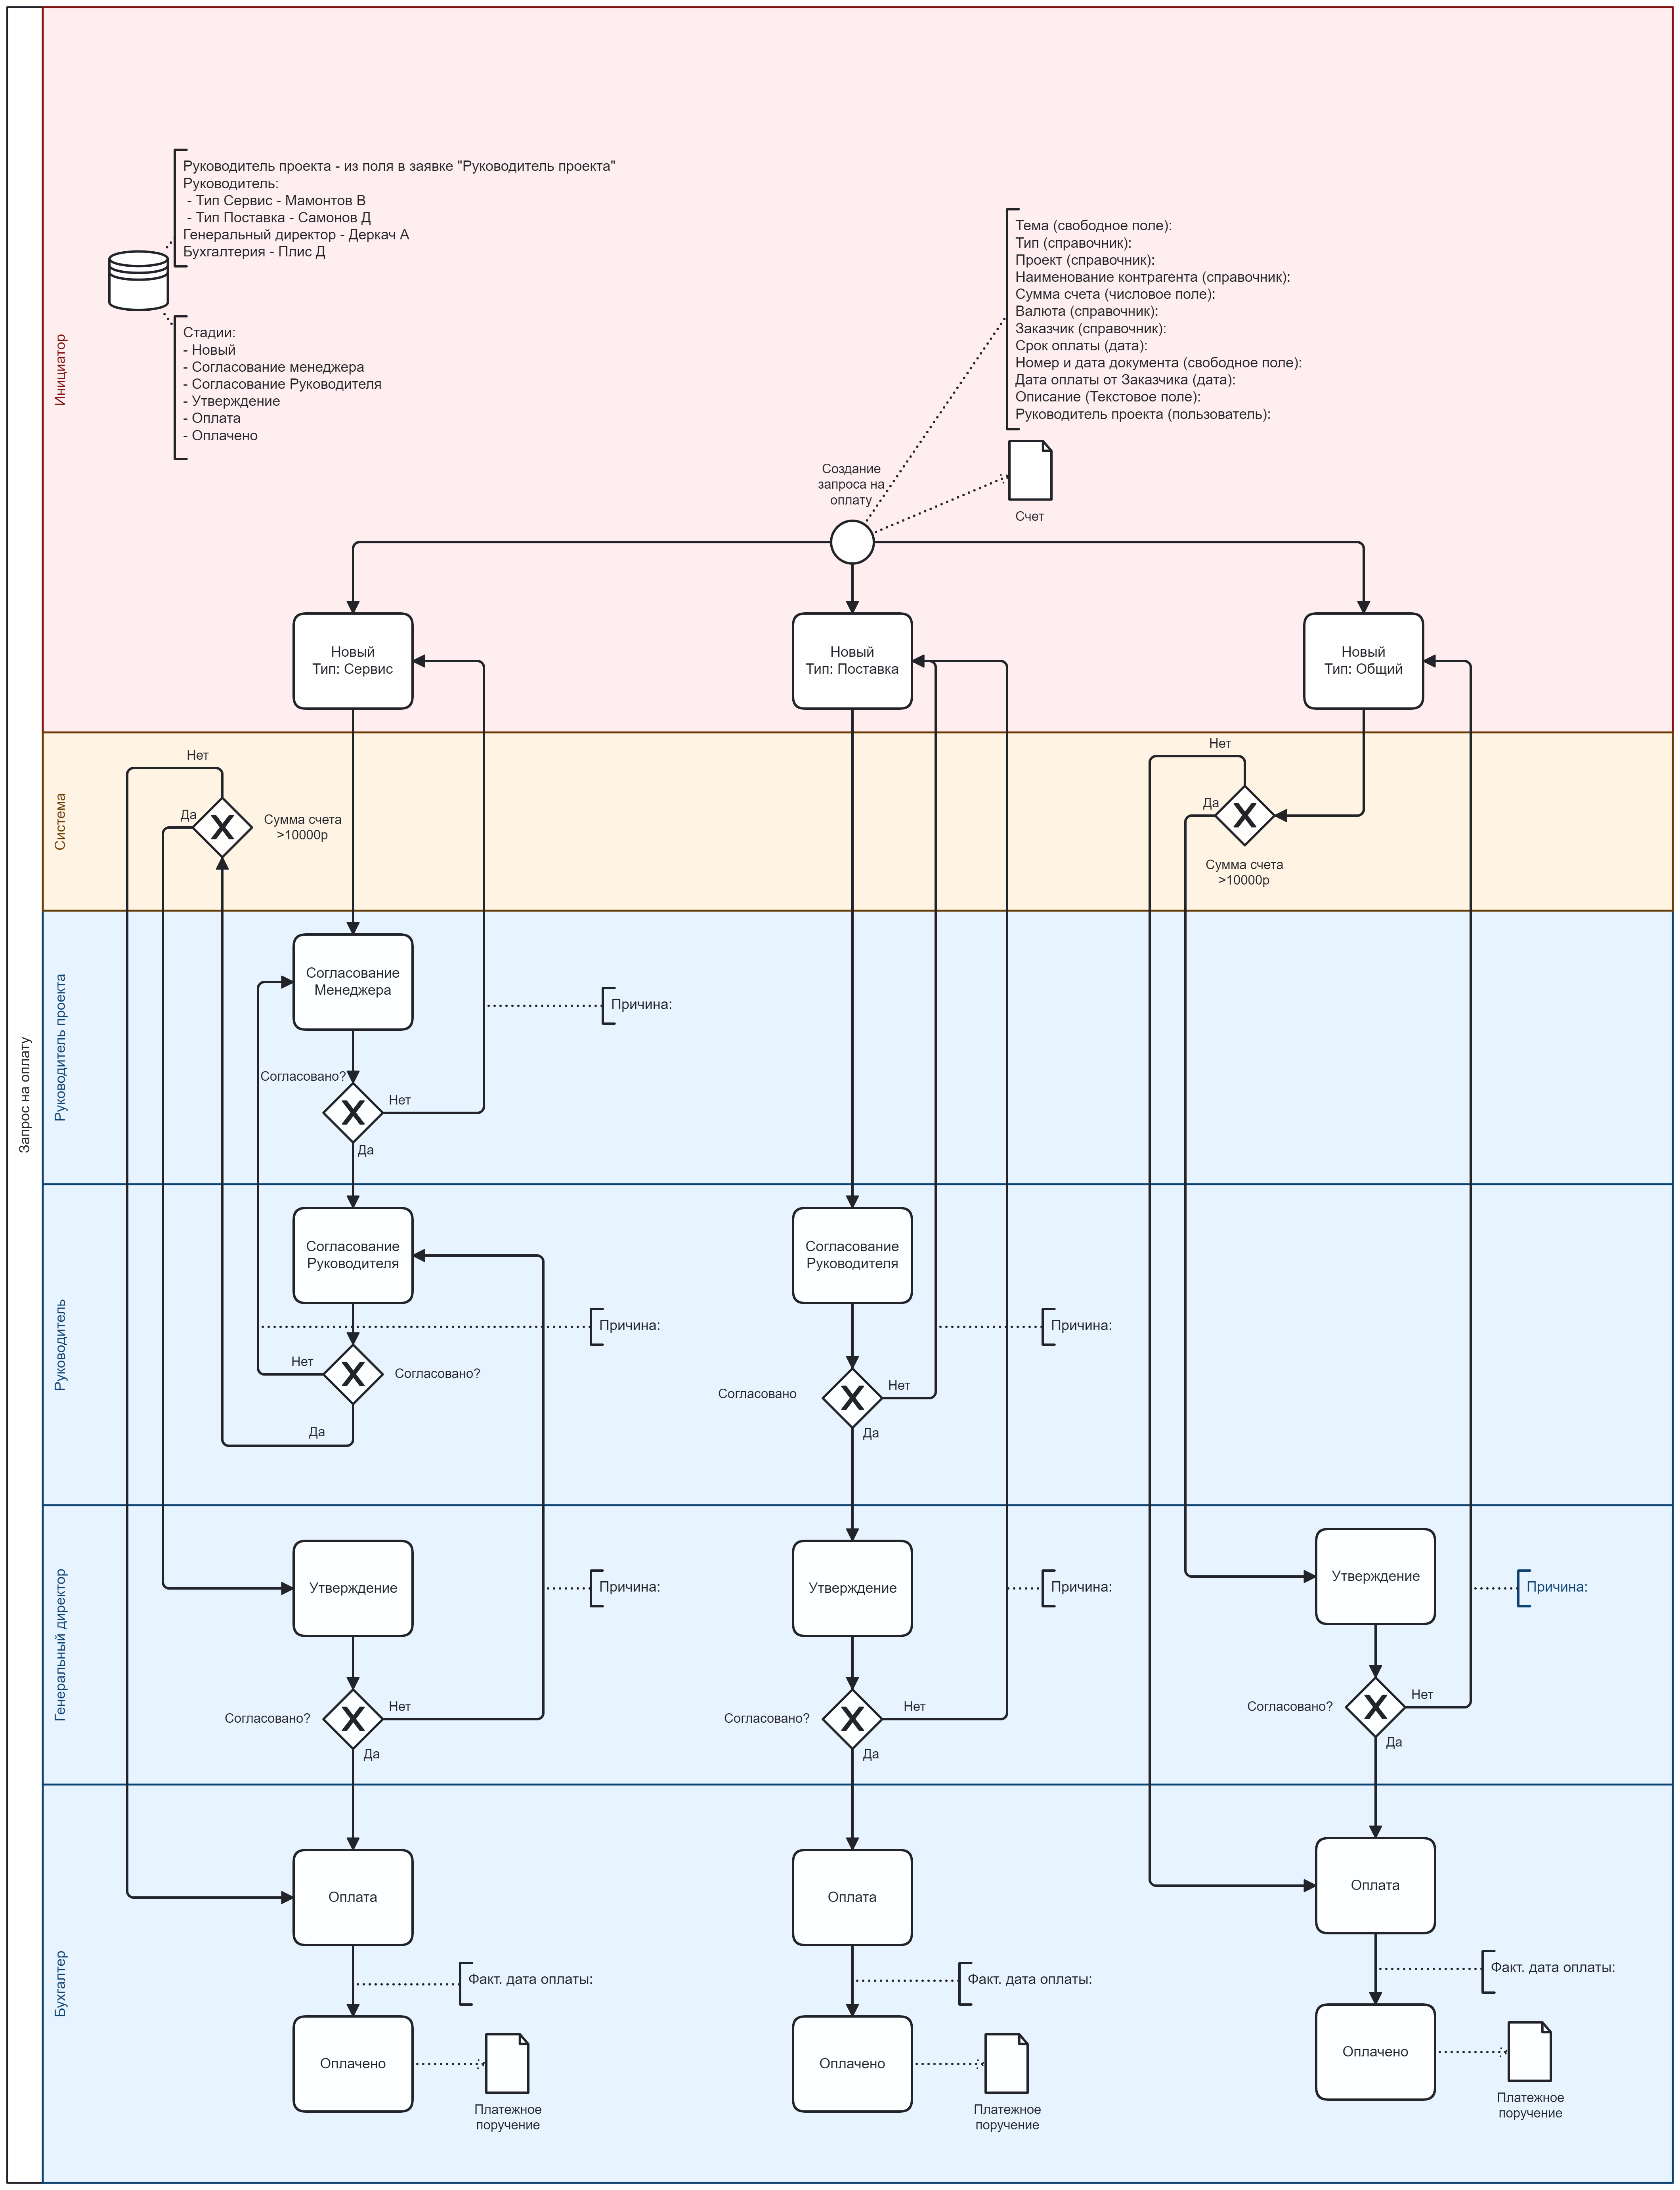 Запрос на оплату
Инициатор
Руководитель проекта - из поля в заявке "Руководитель проекта"
Руководитель:
- Тип Сервис - Мамонтов В
- Тип Поставка - Самонов Д
Генеральный директор - Деркач А
Бухгалтерия - Плис Д
Стадии:
- Новый
- Согласование менеджера
- Согласование Руководителя
- Утверждение
- Оплата
- Оплачено
Тема (свободное поле):
Тип (справочник):
Проект (справочник):
Наименование контрагента (справочник):
Сумма счета (числовое поле):
Валюта (справочник):
Заказчик (справочник):
Срок оплаты (дата):
Номер и дата документа (свободное поле):
Дата оплаты от Заказчика (дата):
Описание (Текстовое поле):
Руководитель проекта (пользователь):
Создание
запроса на
оплату
Счет
Новый
Тип: Сервис
Новый
Тип: Поставка
Новый
Тип: Общий
Система
Нет
Да
X
Сумма счета
>10000р
Нет
Да
X
Сумма счета
>10000р
Руководитель проекта
Согласование
Менеджера
Причина:
Согласовано?
X
Нет
Да
Руководитель
Согласование
Руководителя
Причина:
Нет
X
Согласовано?
Да
Согласование
Руководителя
Причина:
Согласовано
X
Нет
Да
Генеральный директор
Утверждение
Причина:
Согласовано?
X
Нет
Да
Утверждение
Причина:
Согласовано?
X
Нет
Да
Утверждение
Причина:
Согласовано?
X
Нет
Да
Бухгалтер
Оплата
Факт. дата оплаты:
Оплачено
Платежное
поручение
Оплата
Факт. дата оплаты:
Оплачено
Платежное
поручение
Оплата
Факт. дата оплаты:
Оплачено
Платежное
поручение